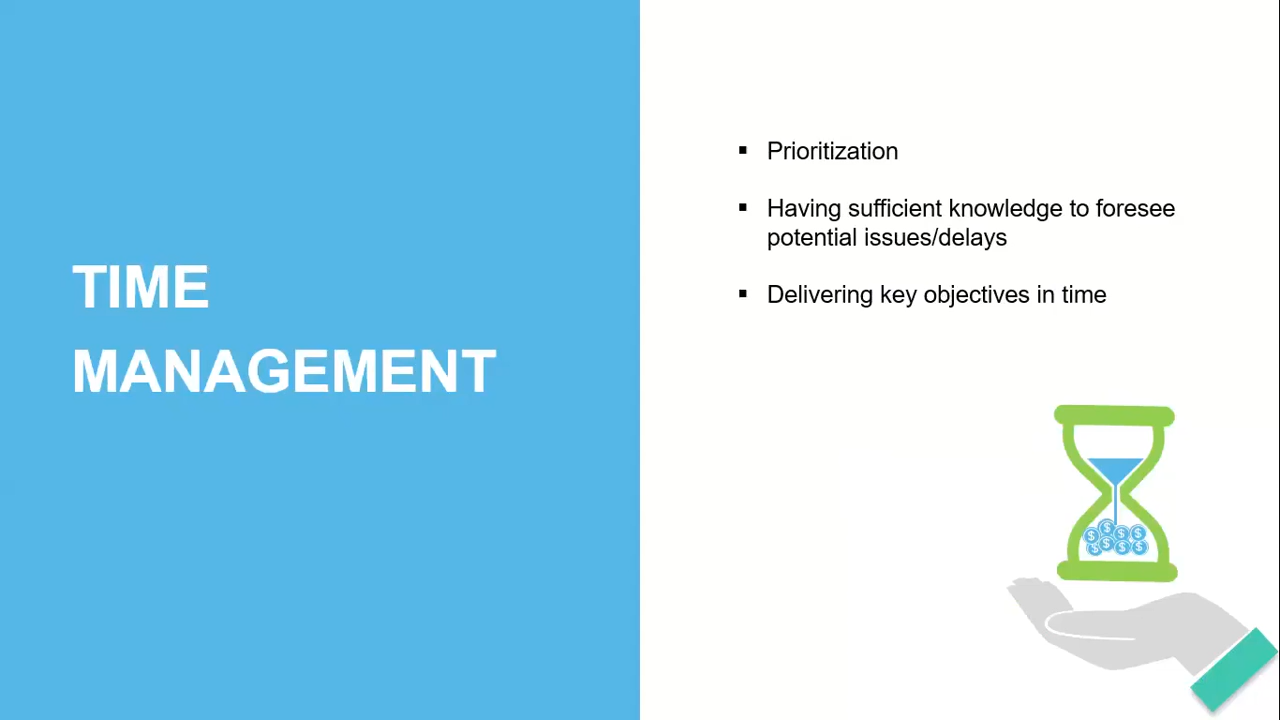 TIME
MANAGEMENT
▪ Prioritization
▪ Having sufficient knowledge to foresee
potential issues/delays
▪ Delivering key objectives in time
$ $ $ $ $ $ $ $